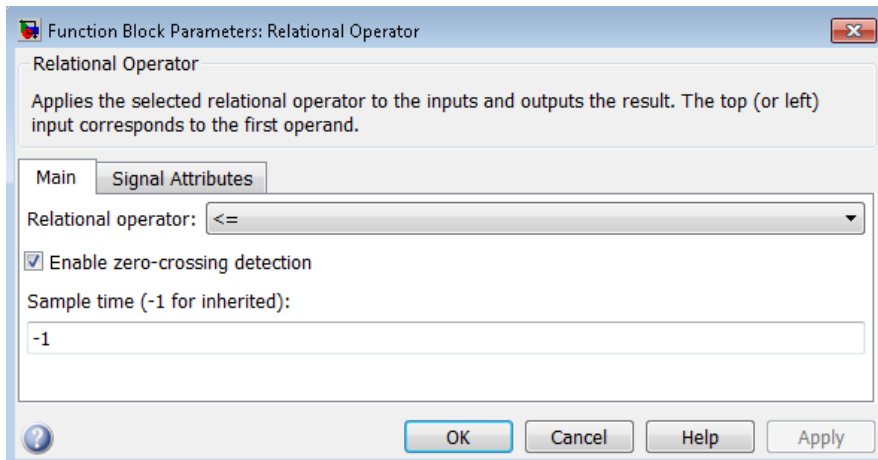 Function Block Parameters: Relational Operator
Relational Operator
Applies the selected relational operator to the inputs and outputs the result. The top (or left)
input corresponds to the first operand.
Main Signal Attributes
Relational operator: <=
Enable zero-crossing detection
Sample time (-1 for inherited):
-1
? OK Cancel Help Apply